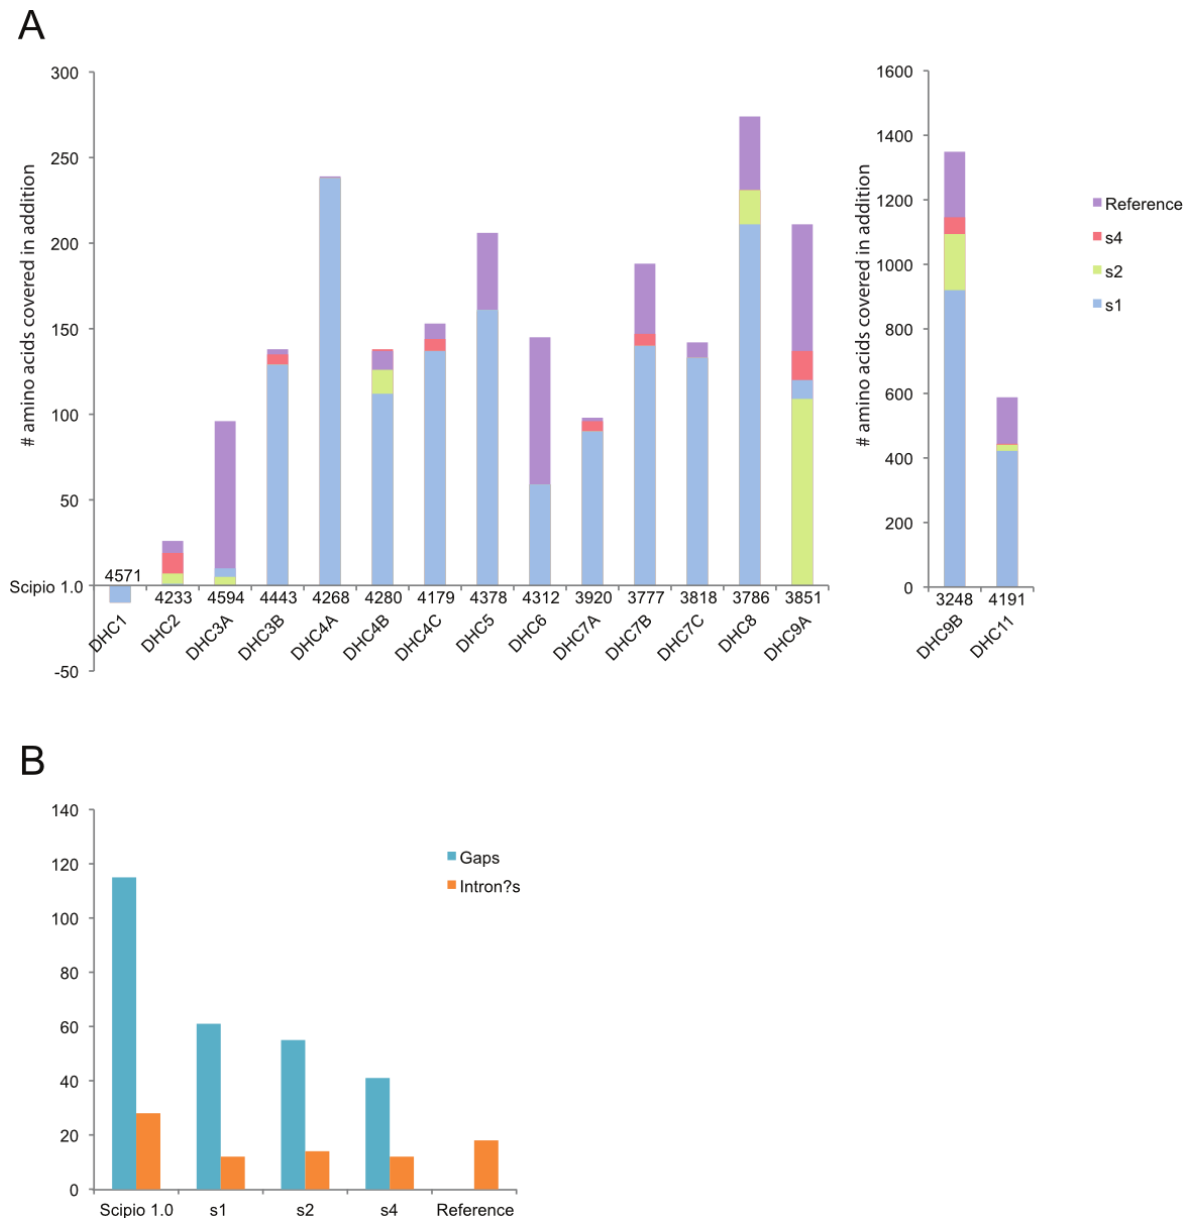 A
300
250
200
150
100
50
Scipio 1.0
-50
# amino acids covered in addition
4571
4233
4594
4443
4268
4280
4179
4378
4312
3920
3777
3818
3786
3851
DHC1
DHC2
DHC3A
DHC3B
DHC4A
DHC4B
DHC4C
DHC5
DHC6
DHC7A
DHC7B
DHC7C
DHC8
DHC9A
1600
1400
1200
1000
800
600
400
200
0
# amino acids covered in addition
3248
4191
DHC9B
DHC11
Reference
s4
s2
s1
B
140
120
100
80
60
40
20
0
Gaps
Intron?s
Scipio 1.0
s1
s2
s4
Reference